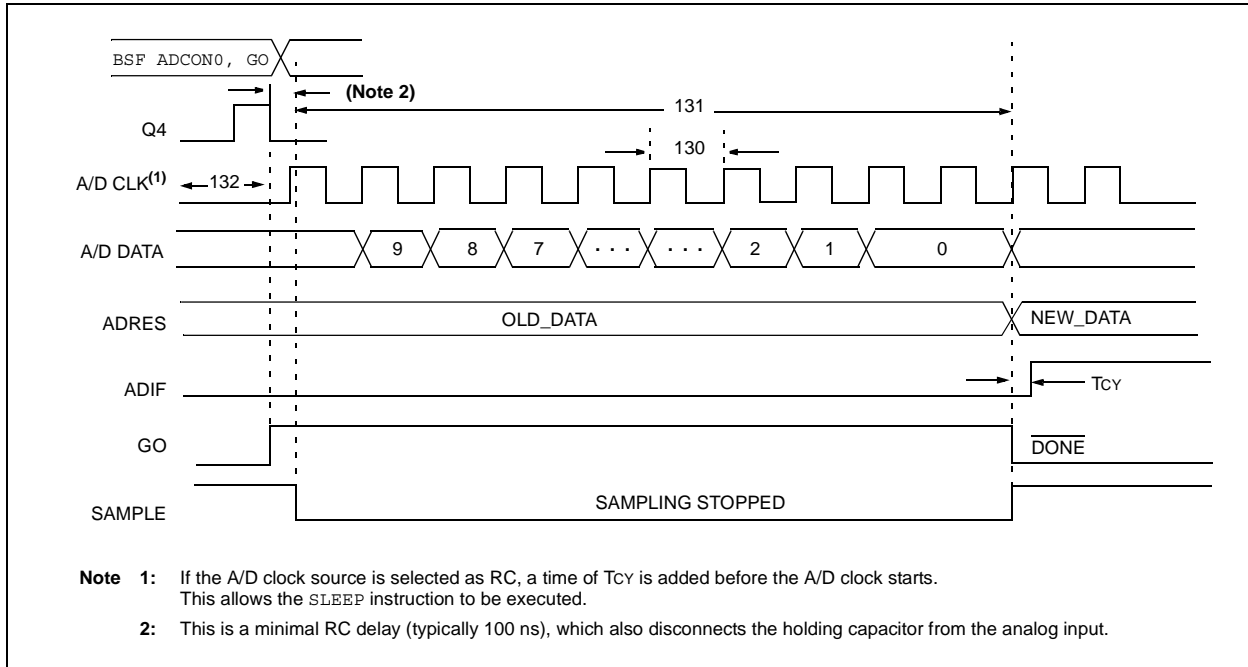 BSF ADCON0, GO
(Note 2)
131
Q4
130
A/D CLK(1)
132
A/D DATA
9 8 7 · · · · · · 2 1 0
ADRES
OLD_DATA
NEW_DATA
ADIF
TCY
GO
DONE
SAMPLE
SAMPLING STOPPED
Note 1: If the A/D clock source is selected as RC, a time of TCY is added before the A/D clock starts.
This allows the SLEEP instruction to be executed.
2: This is a minimal RC delay (typically 100 ns), which also disconnects the holding capacitor from the analog input.